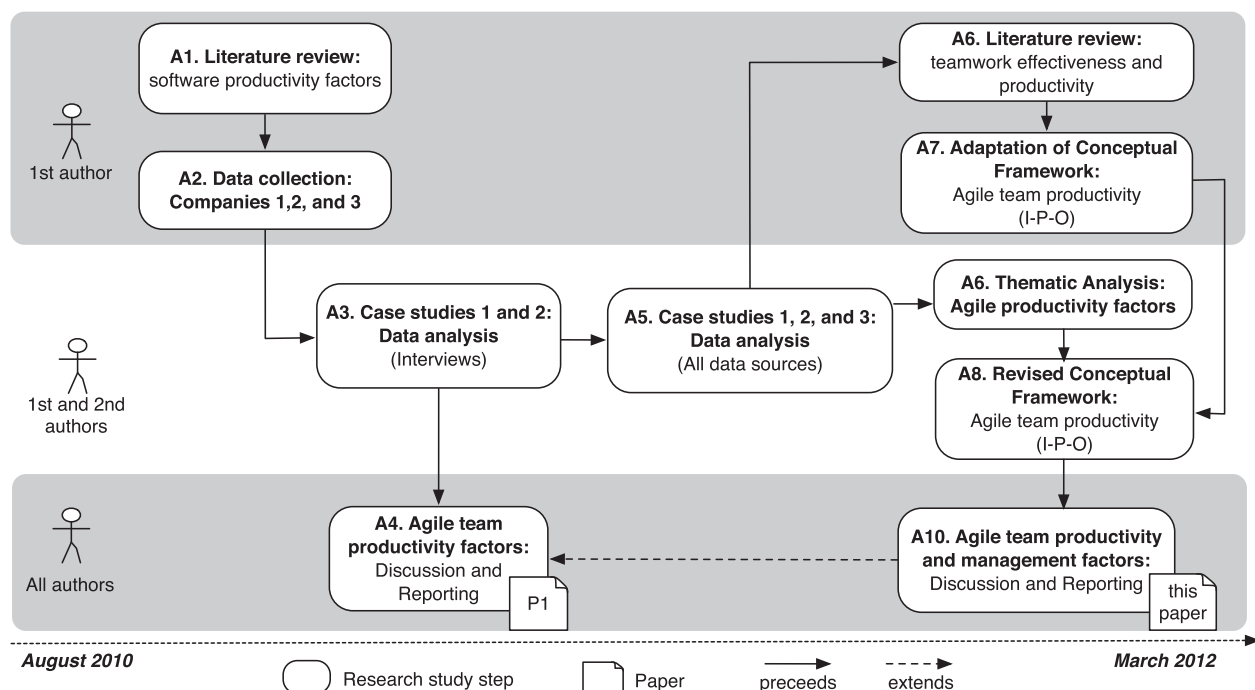 A1. Literature review:
software productivity factors
A6. Literature review:
teamwork effectiveness and
productivity
1st author
A2. Data collection:
Companies 1,2, and 3
A7. Adaptation of Conceptual
Framework:
Agile team productivity
(I-P-O)
A3. Case studies 1 and 2:
Data analysis
(Interviews)
A5. Case studies 1, 2, and 3:
Data analysis
(All data sources)
A6. Thematic Analysis:
Agile productivity factors
1st and 2nd
authors
A8. Revised Conceptual
Framework:
Agile team productivity
(I-P-O)
All authors
A4. Agile team
productivity factors:
Discussion and
Reporting
P1
A10. Agile team productivity
and management factors:
Discussion and Reporting
this
paper
August 2010
March 2012
Research study step
Paper
preceeds
extends